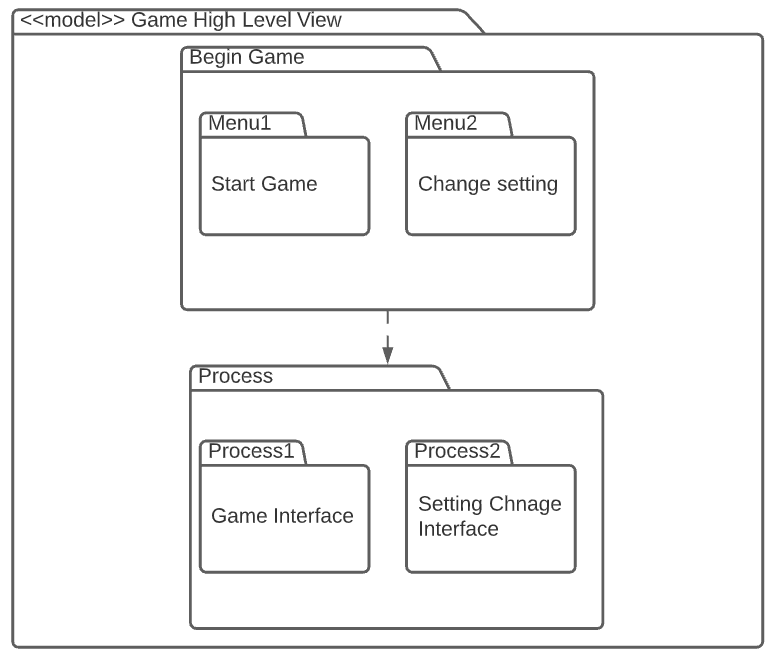 <<model>> Game High Level View
Begin Game
Menu1
Menu2
Start Game
Change setting
Process
Process1
Process2
Game Interface
Setting Chnage
Interface